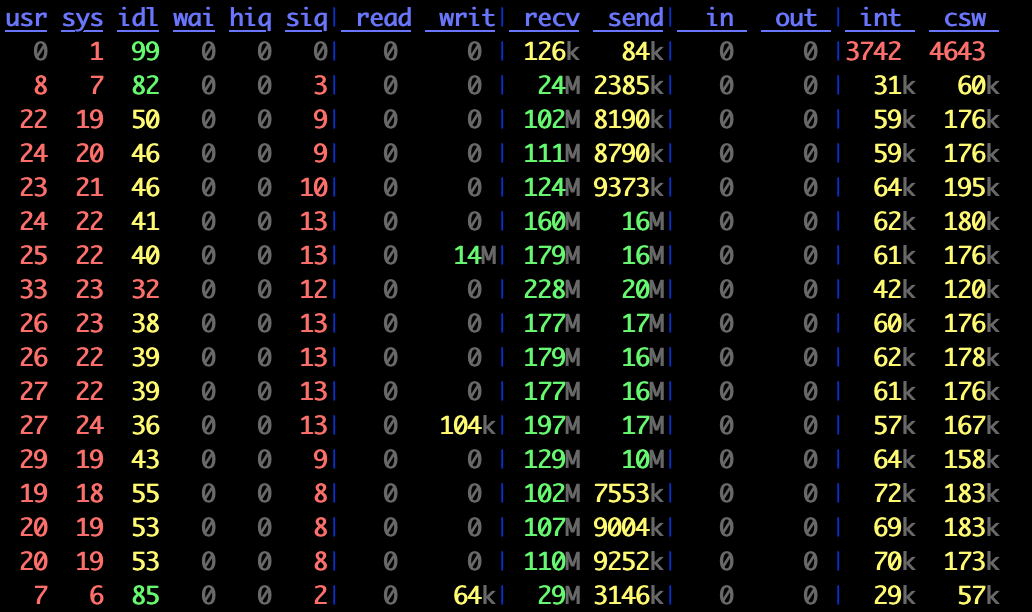 usr sys idl wai hiq siq| read writ| recv send| in out | int csw
0 1 99 0 0 0| 0 0 | 126k 84k| 0 0 |3742 4643
8 7 82 0 0 3| 0 0 | 24M 2385k| 0 0 | 31k 60k
22 19 50 0 0 9| 0 0 | 102M 8190k| 0 0 | 59k 176k
24 20 46 0 0 9| 0 0 | 111M 8790k| 0 0 | 59k 176k
23 21 46 0 0 10| 0 0 | 124M 9373k| 0 0 | 64k 195k
24 22 41 0 0 13| 0 0 | 160M 16M| 0 0 | 62k 180k
25 22 40 0 0 13| 0 14M| 179M 16M| 0 0 | 61k 176k
33 23 32 0 0 12| 0 0 | 228M 20M| 0 0 | 42k 120k
26 23 38 0 0 13| 0 0 | 177M 17M| 0 0 | 60k 176k
26 22 39 0 0 13| 0 0 | 179M 16M| 0 0 | 62k 178k
27 22 39 0 0 13| 0 0 | 177M 16M| 0 0 | 61k 176k
27 24 36 0 0 13| 0 104k| 197M 17M| 0 0 | 57k 167k
29 19 43 0 0 9| 0 0 | 129M 10M| 0 0 | 64k 158k
19 18 55 0 0 8| 0 0 | 102M 7553k| 0 0 | 72k 183k
20 19 53 0 0 8| 0 0 | 107M 9004k| 0 0 | 69k 183k
20 19 53 0 0 8| 0 0 | 110M 9252k| 0 0 | 70k 173k
7 6 85 0 0 2| 0 64k| 29M 3146k| 0 0 | 29k 57k